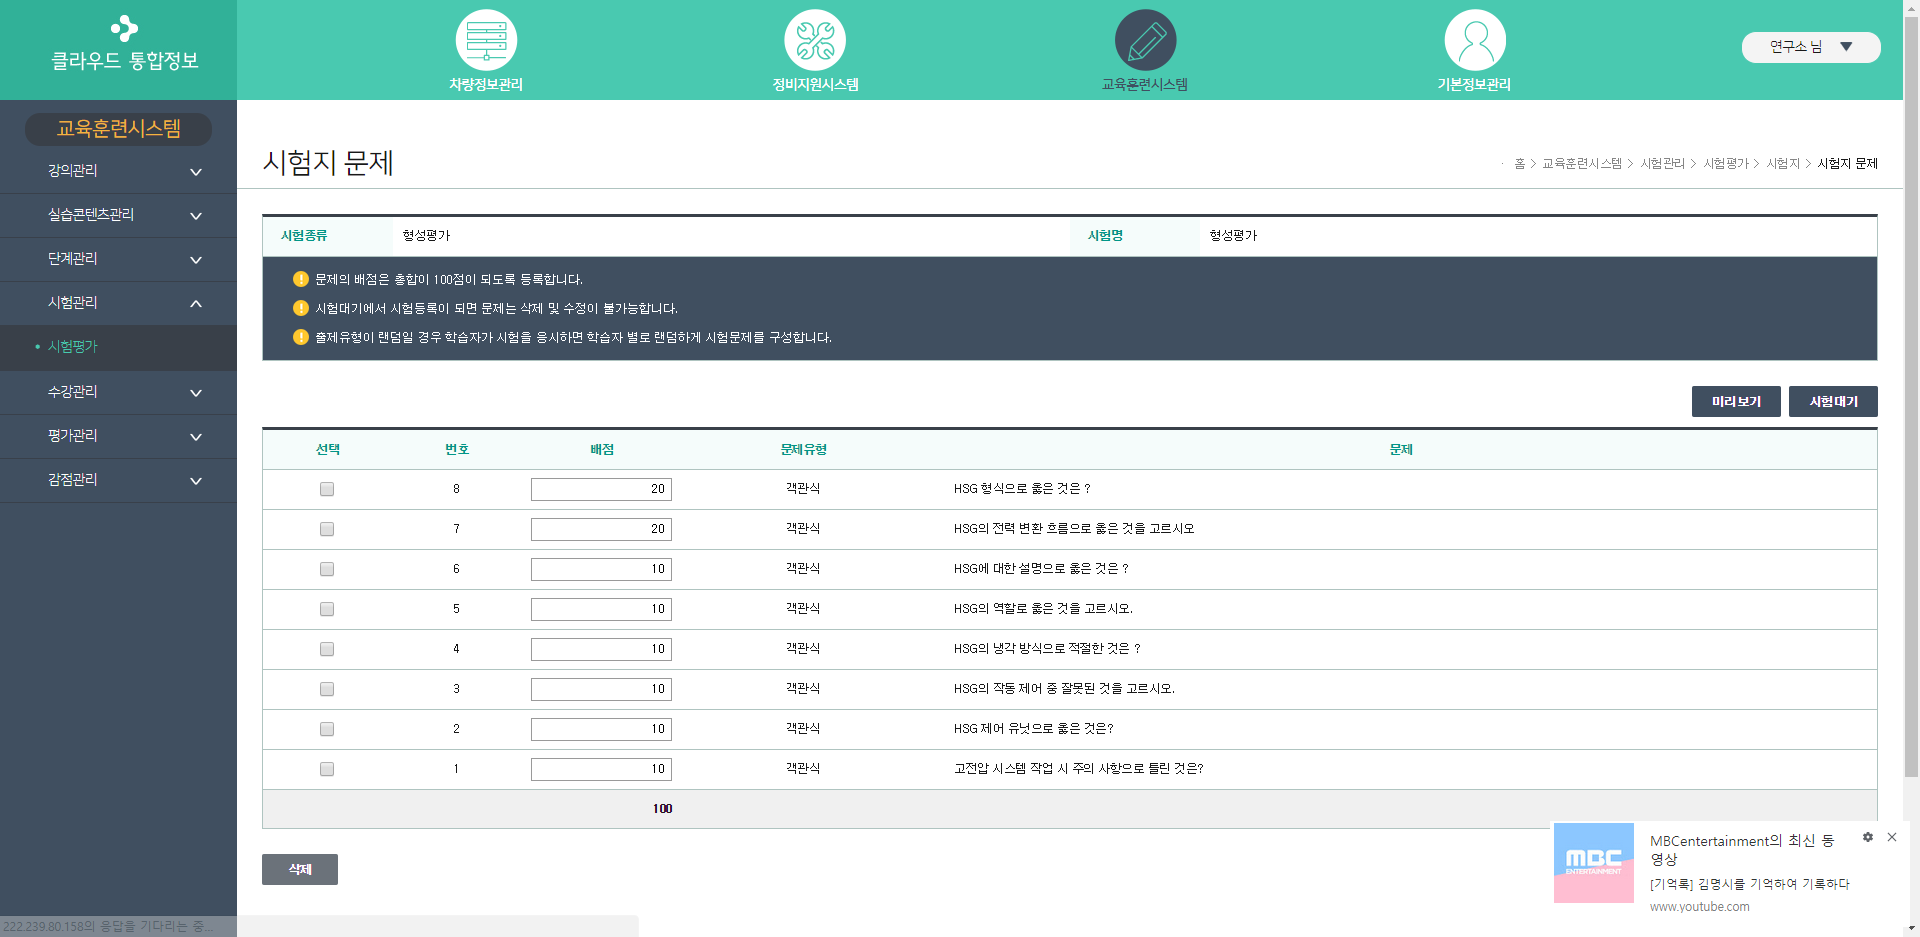 클라우드 통합정보
차량정보관리
정비지원시스템
교육훈련시스템
기본정보관리
연구소 님 ▼
교육훈련시스템
강의관리
실습콘텐츠관리
단계관리
시험관리
• 시험평가
수강관리
평가관리
감점관리
시험지 문제
· 홈 > 교육훈련시스템 > 시험관리 > 시험평가 > 시험지 > 시험지 문제
시험종류 형성평가 시험명 형성평가
문제의 배점은 총합이 100점이 되도록 등록합니다.
시험대기에서 시험등록이 되면 문제는 삭제 및 수정이 불가능합니다.
출제유형이 랜덤일 경우 학습자가 시험을 응시하면 학습자 별로 랜덤하게 시험문제를 구성합니다.
미리보기 시험대기
선택 번호 배점 문제유형 문제
8 20 객관식 HSG 형식으로 옳은 것은 ?
7 20 객관식 HSG의 전력 변환 흐름으로 옳은 것을 고르시오
6 10 객관식 HSG에 대한 설명으로 옳은 것은 ?
5 10 객관식 HSG의 역할로 옳은 것을 고르시오.
4 10 객관식 HSG의 냉각 방식으로 적절한 것은 ?
3 10 객관식 HSG의 작동 제어 중 잘못된 것을 고르시오.
2 10 객관식 HSG 제어 유닛으로 옳은 것은?
1 10 객관식 고전압 시스템 작업 시 주의 사항으로 틀린 것은?
100
삭제
MBC
ENTERTAINMENT
MBCentertainment의 최신 동
영상
[기억록] 김명시를 기억하여 기록하다
www.youtube.com
222.239.80.158의 응답을 기다리는 중...